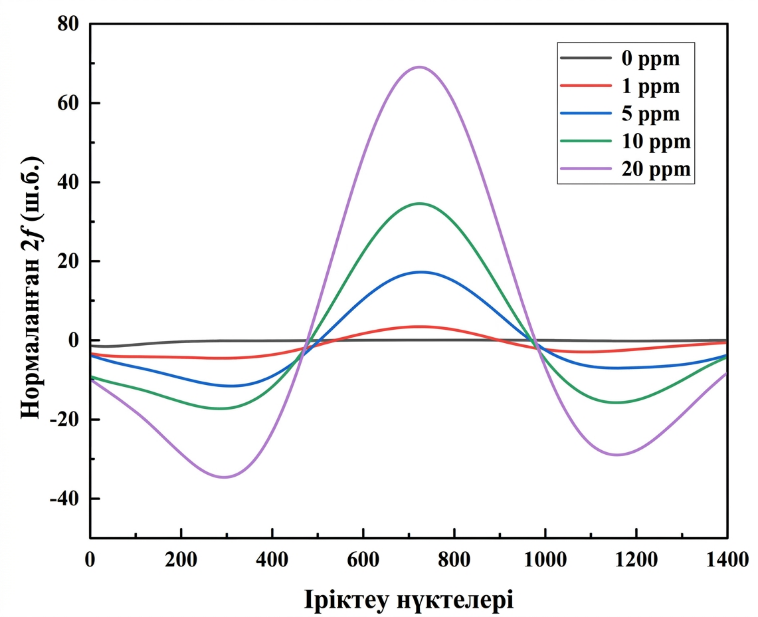 80
60
40
20
0
-20
-40
0 200 400 600 800 1000 1200 1400
Нормаланған 2f (ш.б.)
Іріктеу нүктелері
0 ppm
1 ppm
5 ppm
10 ppm
20 ppm